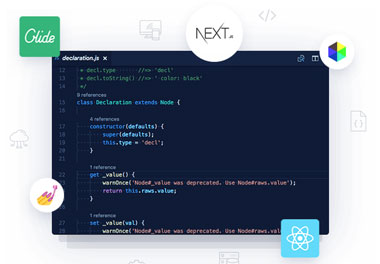 Glide
NEXT.JS
declaration.js
12 * decl.type //=> 'decl'
13 * decl.toString() //=> ' color: black'
14 */
9 references
15 class Declaration extends Node {
16
4 references
17 constructor(defaults) {
18 super(defaults);
19 this.type = 'decl';
20 }
21
1 reference
22 get _value() {
23 warnOnce('Node#_value was deprecated. Use Node#raws.value');
24 return this.raws.value;
25 }
26
1 reference
27 set _value(val) {
28 warnOnce('Node#_value was deprecated. Use Node#raws.value